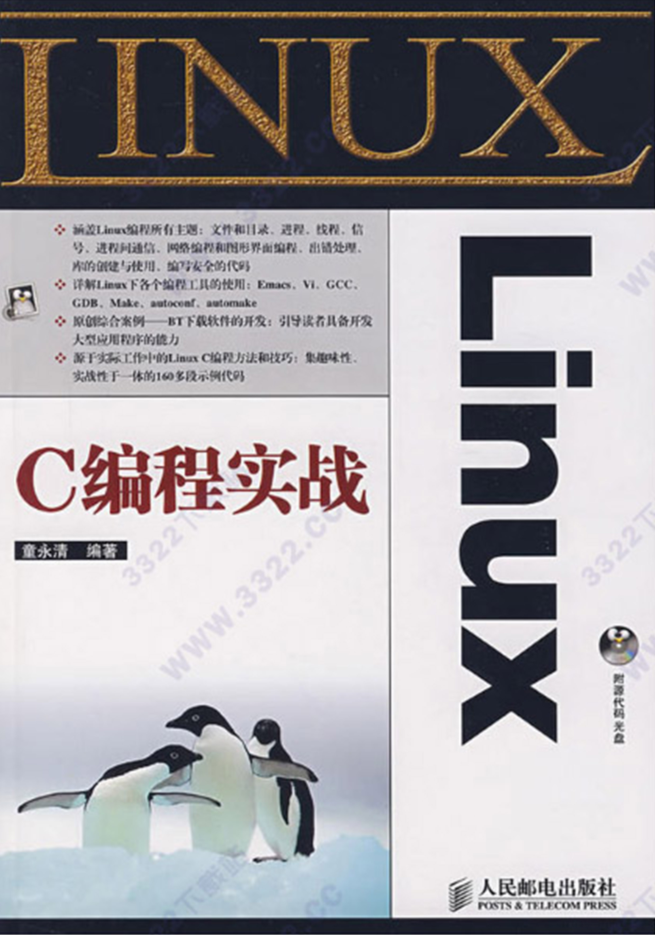 LINUX
❖ 涵盖Linux编程所有主题：文件和目录、进程、线程、信
号、进程间通信、网络编程和图形界面编程、出错处理、
库的创建与使用、编写安全的代码
❖ 详解Linux下各个编程工具的使用：Emacs、Vi、GCC、
GDB、Make、autoconf、automake
❖ 原创综合案例——BT下载软件的开发：引导读者具备开发
大型应用程序的能力
❖ 源于实际工作中的Linux C编程方法和技巧：集趣味性、
实战性于一体的160多段示例代码
Linux
C编程实战
童永清 编著
附源代码光盘
人民邮电出版社
POSTS & TELECOM PRESS
3322下载站
www.3322.cc